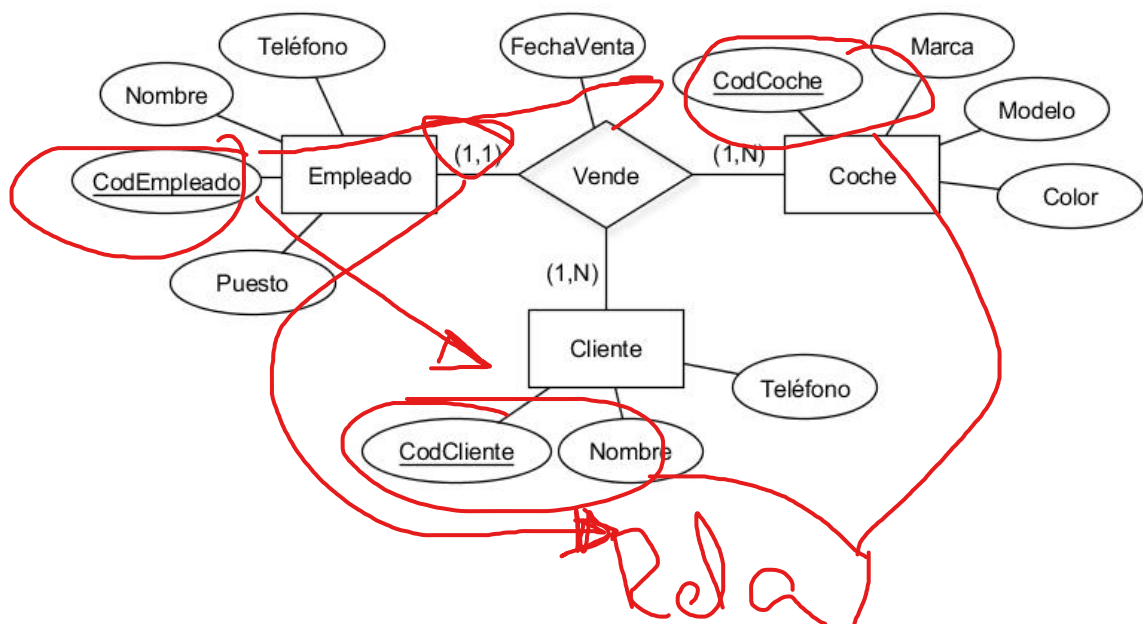 Teléfono
FechaVenta
Marca
Nombre
CodCoche
Modelo
(1,1)
(1,N)
CodEmpleado
Empleado
Vende
Coche
Color
Puesto
(1,N)
Cliente
Teléfono
CodCliente
Nombre